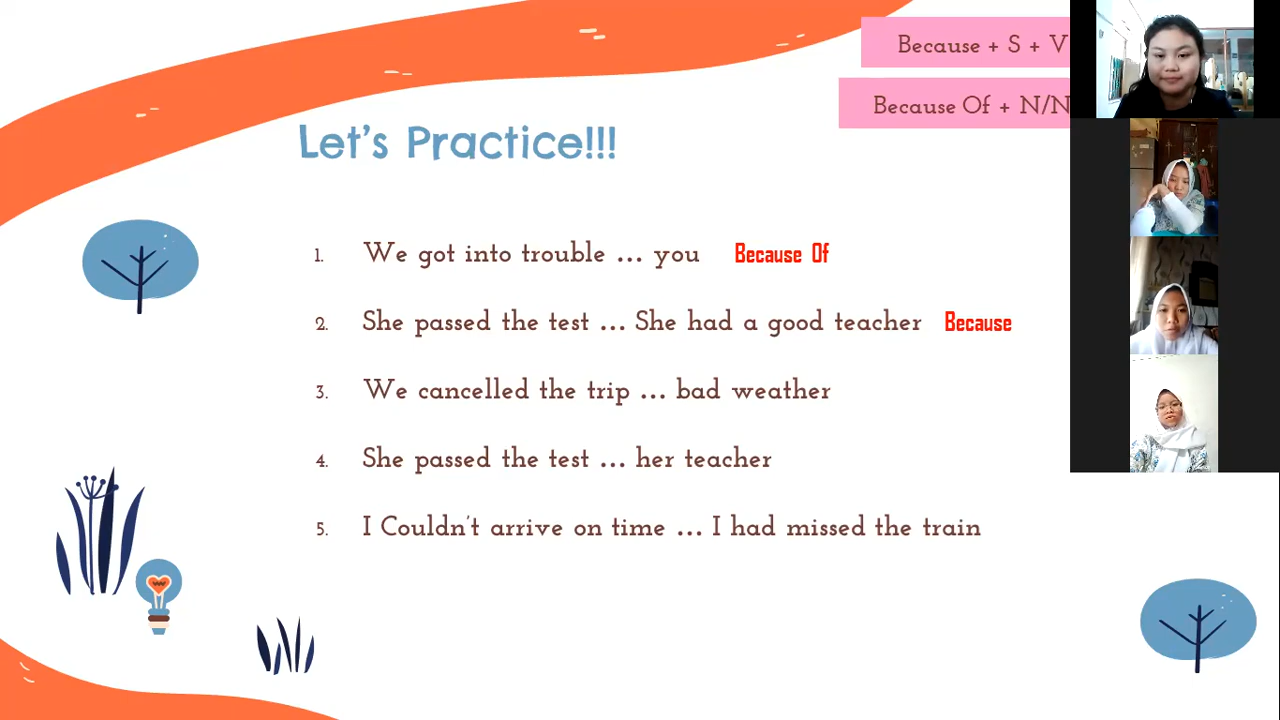 Because + S + V
Because Of + N/N
Let's Practice!!!
1. We got into trouble ... you Because Of
2. She passed the test ... She had a good teacher Because
3. We cancelled the trip ... bad weather
4. She passed the test ... her teacher
5. I Couldn't arrive on time ... I had missed the train